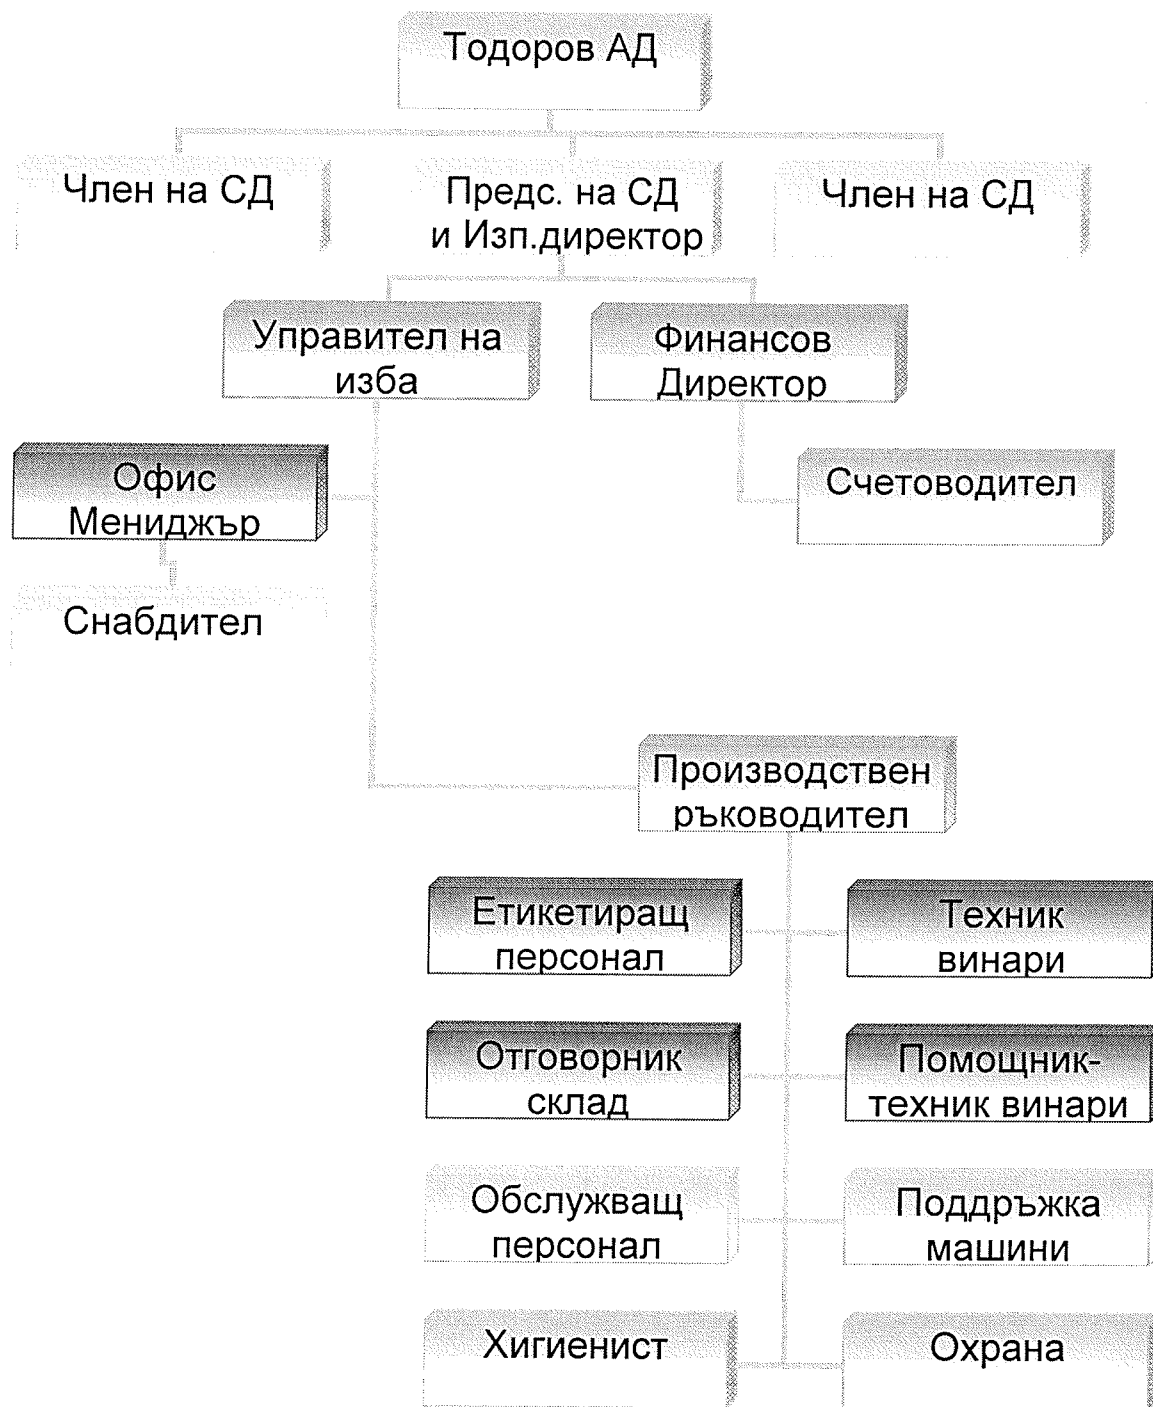 Тодоров АД
Член на СД
Предс. на СД
и Изп.директор
Член на СД
Управител на
изба
Финансов
Директор
Офис
Мениджър
Счетоводител
Снабдител
Производствен
ръководител
Етикетиращ
персонал
Техник
винари
Отговорник
склад
Помощник-
техник винари
Обслужващ
персонал
Поддръжка
машини
Хигиенист
Охрана